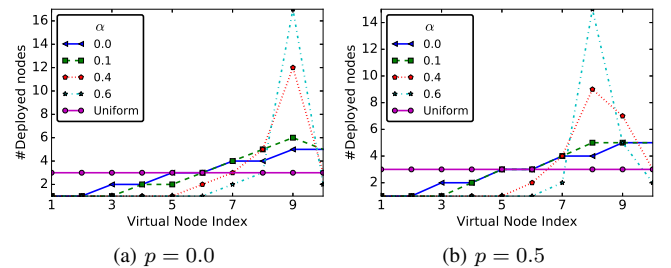 16
14
12
10
8
6
4
2
#Deployed nodes
α
0.0
0.1
0.4
0.6
Uniform
1 3 5 7 9
Virtual Node Index
(a) p = 0.0
14
12
10
8
6
4
2
#Deployed nodes
α
0.0
0.1
0.4
0.6
Uniform
1 3 5 7 9
Virtual Node Index
(b) p = 0.5